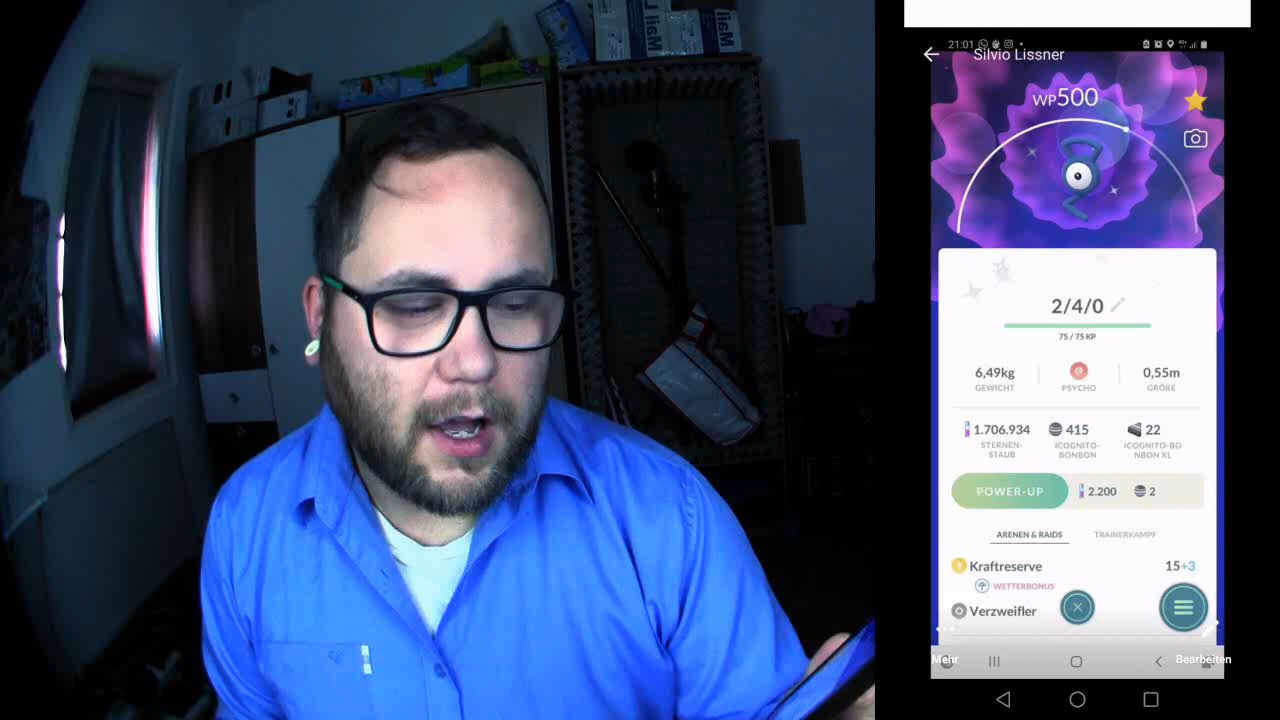 Mail
Mail
21:01
Silvio Lissner
WP500
2/4/0
75 / 75 KP
6,49kg
GEWICHT
PSYCHO
0,55m
GRÖßE
1.706.934
STERNEN-
STAUB
415
ICOGNITO-
BONBON
22
ICOGNITO-BO
NBON XL
POWER-UP
2.200
2
ARENEN & RAIDS
TRAINERKAMPF
Kraftreserve
15+3
WETTERBONUS
Verzweifler
Mehr
Bearbeiten